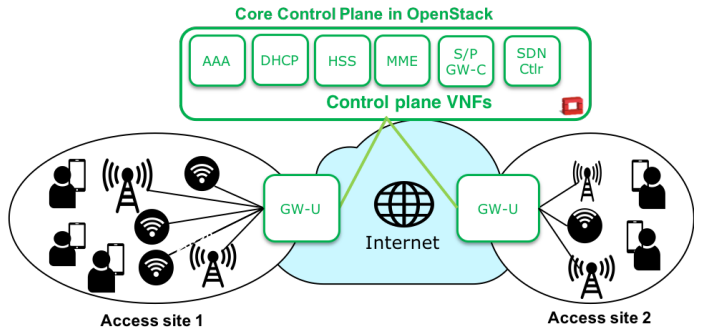 Core Control Plane in OpenStack
AAA
DHCP
HSS
MME
S/P
GW-C
SDN
Ctlr
Control plane VNFs
GW-U
GW-U
Internet
Access site 1
Access site 2